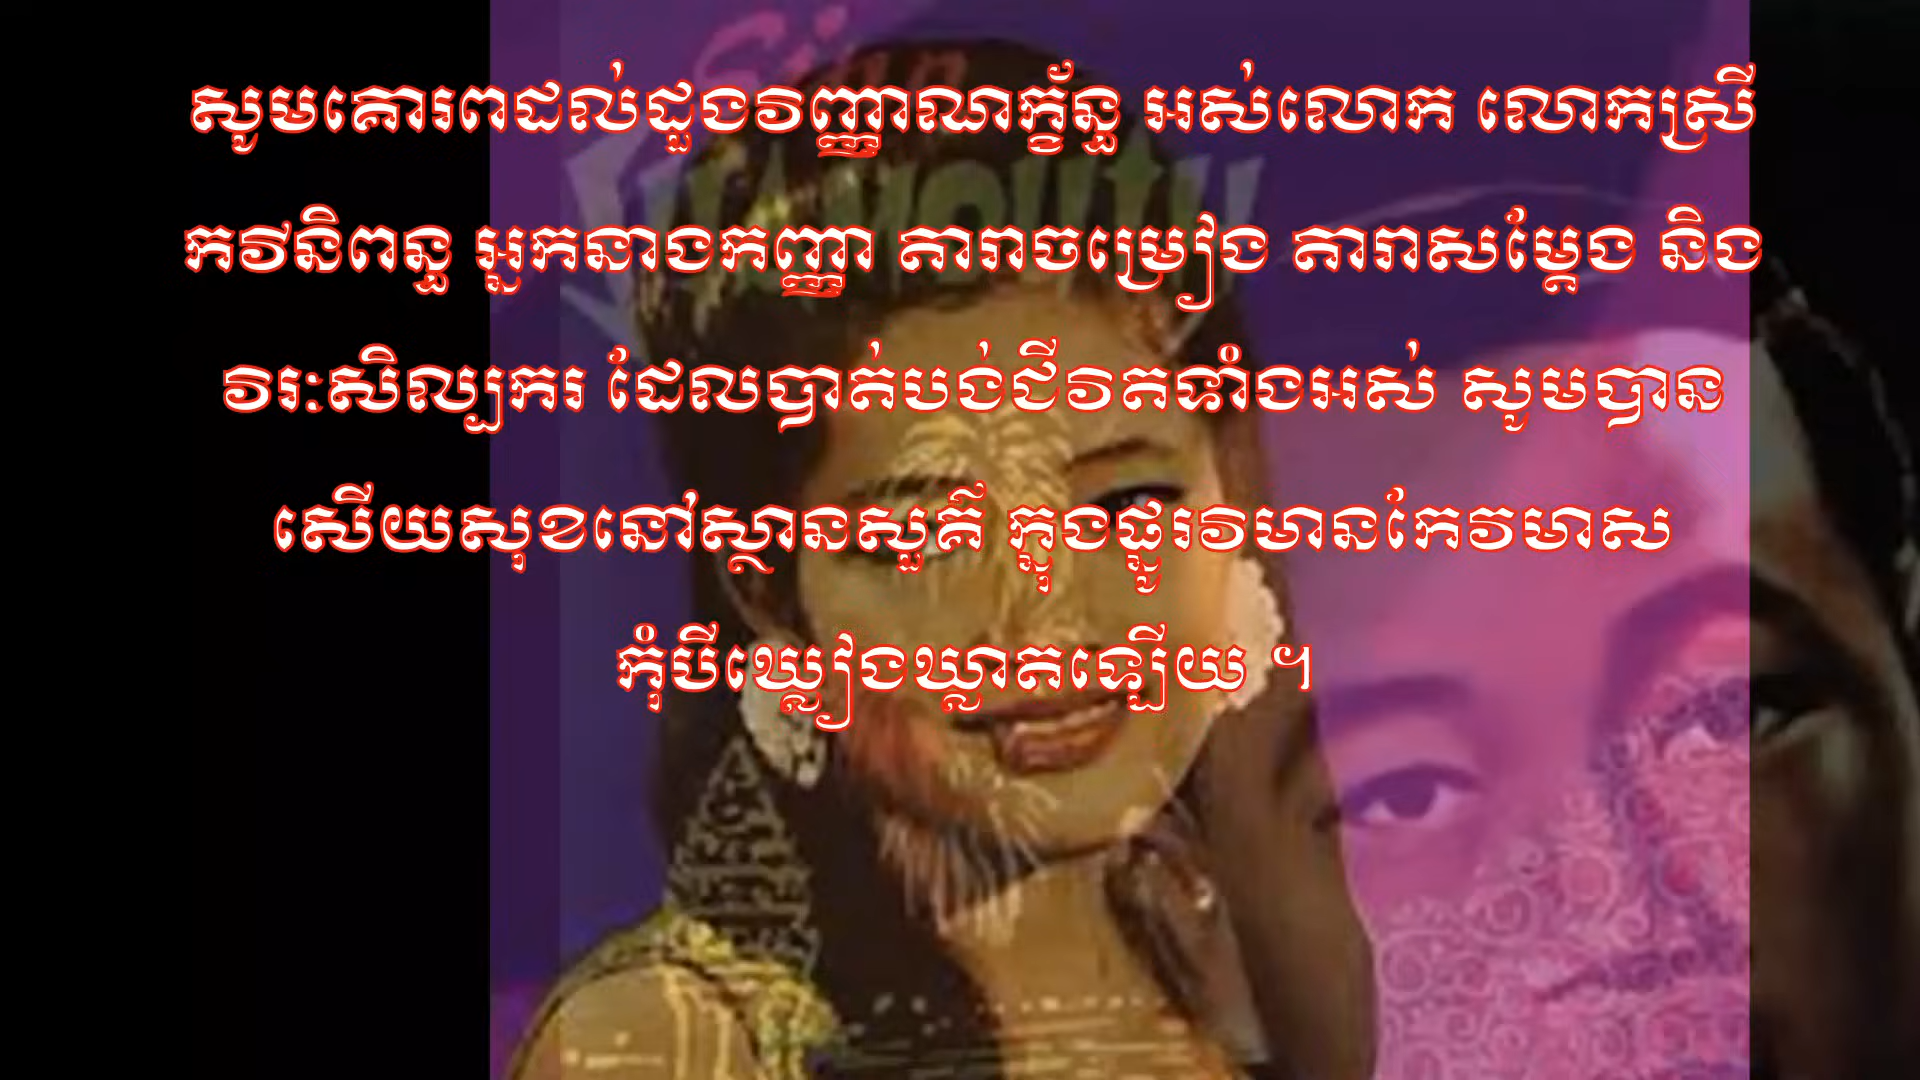 Sinn
SISAMOUTH
សូមគោរពដល់ដួងវិញ្ញាណក្ខ័ន្ធ អស់លោក លោកស្រី
កវីនិពន្ធ អ្នកនាងកញ្ញា តារាចម្រៀង តារាសម្ដែង និង
វិរៈសិល្បករ ដែលបាត់បង់ជីវិតទាំងអស់ សូមបាន
សើយសុខនៅស្ថានសួគ៌ ក្នុងផ្នូរវិមានកែវមាស
កុំបីឃ្លៀងឃ្លាតឡើយ ។